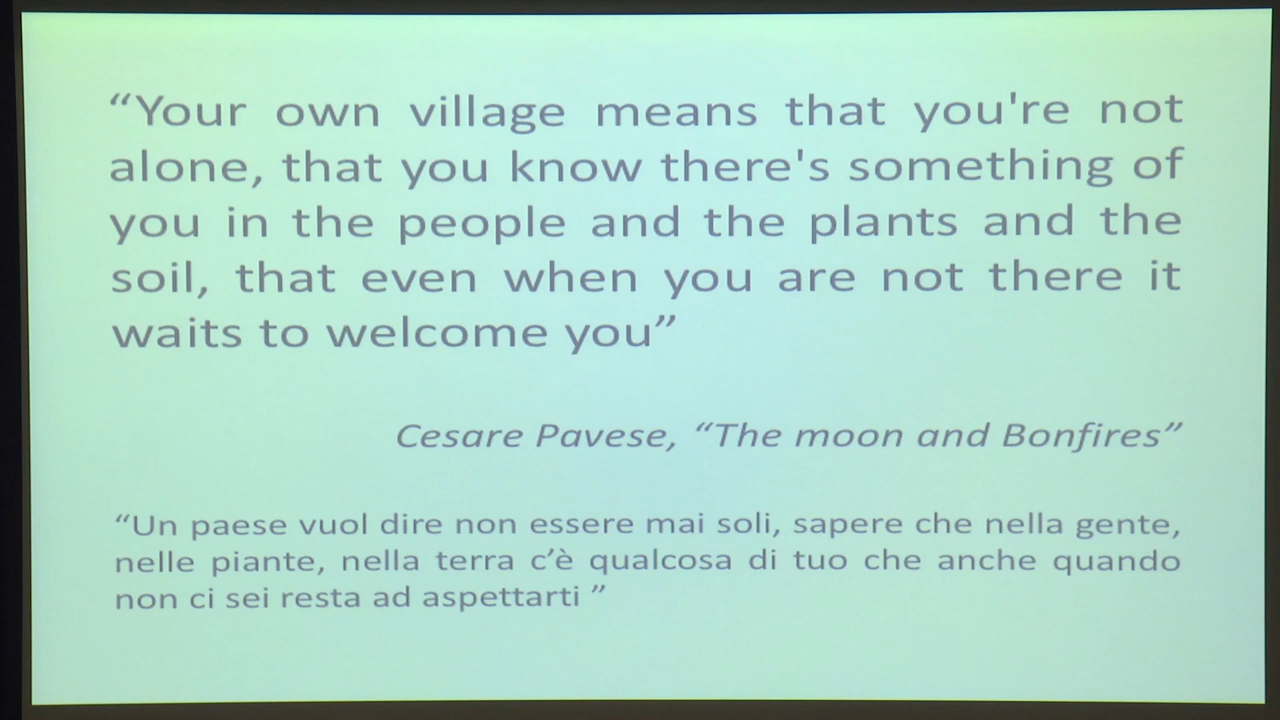 “Your own village means that you're not
alone, that you know there's something of
you in the people and the plants and the
soil, that even when you are not there it
waits to welcome you”
Cesare Pavese, “The moon and Bonfires”
“Un paese vuol dire non essere mai soli, sapere che nella gente,
nelle piante, nella terra c’è qualcosa di tuo che anche quando
non ci sei resta ad aspettarti ”